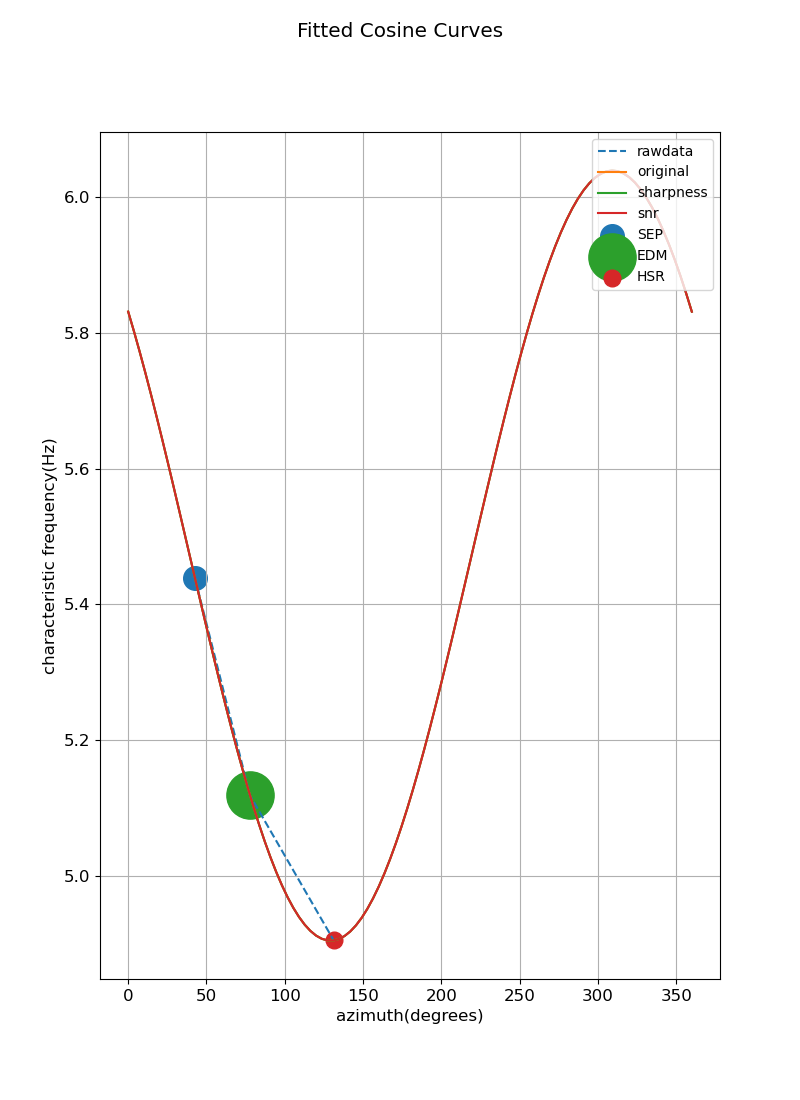 Fitted Cosine Curves
rawdata
original
sharpness
snr
SEP
EDM
HSR
6.0
5.8
5.6
5.4
5.2
5.0
characteristic frequency(Hz)
0 50 100 150 200 250 300 350
azimuth(degrees)